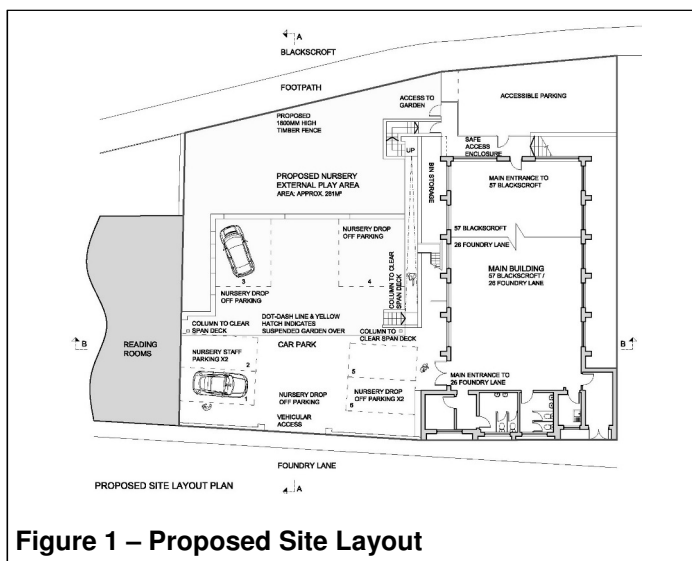 A
BLACKSCROFT
FOOTPATH
PROPOSED
1800MM HIGH
TIMBER FENCE
ACCESS TO
GARDEN
ACCESSIBLE PARKING
UP
SAFE
ACCESS
ENCLOSURE
BIN STORAGE
PROPOSED NURSERY
EXTERNAL PLAY AREA
AREA: APPROX. 281M²
MAIN ENTRANCE TO
57 BLACKSCROFT
57 BLACKSCROFT
26 FOUNDRY LANE
MAIN BUILDING
57 BLACKSCROFT /
26 FOUNDRY LANE
NURSERY DROP
OFF PARKING
3
4
NURSERY DROP
OFF PARKING
COLUMN TO CLEAR
SPAN DECK
COLUMN TO CLEAR
SPAN DECK
DOT-DASH LINE & YELLOW
HATCH INDICATES
SUSPENDED GARDEN OVER
COLUMN TO
CLEAR SPAN DECK
CAR PARK
B
READING
ROOMS
B
NURSERY STAFF
PARKING X2
2
1
5
NURSERY DROP
OFF PARKING X2
6
NURSERY DROP
OFF PARKING
VEHICULAR
ACCESS
MAIN ENTRANCE TO
26 FOUNDRY LANE
FOUNDRY LANE
PROPOSED SITE LAYOUT PLAN
A
Figure 1 – Proposed Site Layout